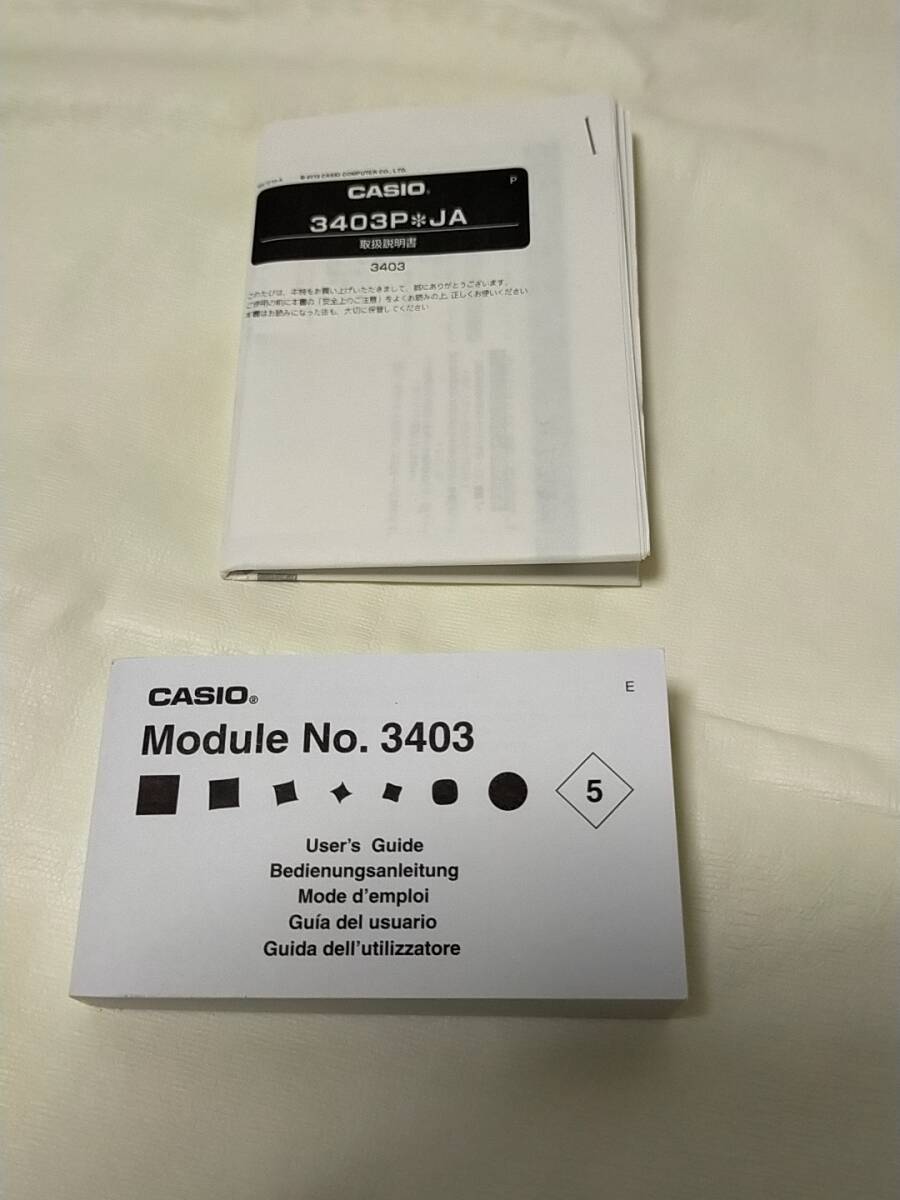 © 2013 CASIO COMPUTER CO., LTD.
P
CASIO®
3403P*JA
取扱説明書
3403
このたびは、本時計をお買い上げいただきまして、誠にありがとうございます。
ご使用の前に本書の「安全上のご注意」をよくお読みの上、正しくお使いください
本書はお読みになった後も、大切に保管してください
CASIO®
E
Module No. 3403
5
User's Guide
Bedienungsanleitung
Mode d'emploi
Guía del usuario
Guida dell'utilizzatore